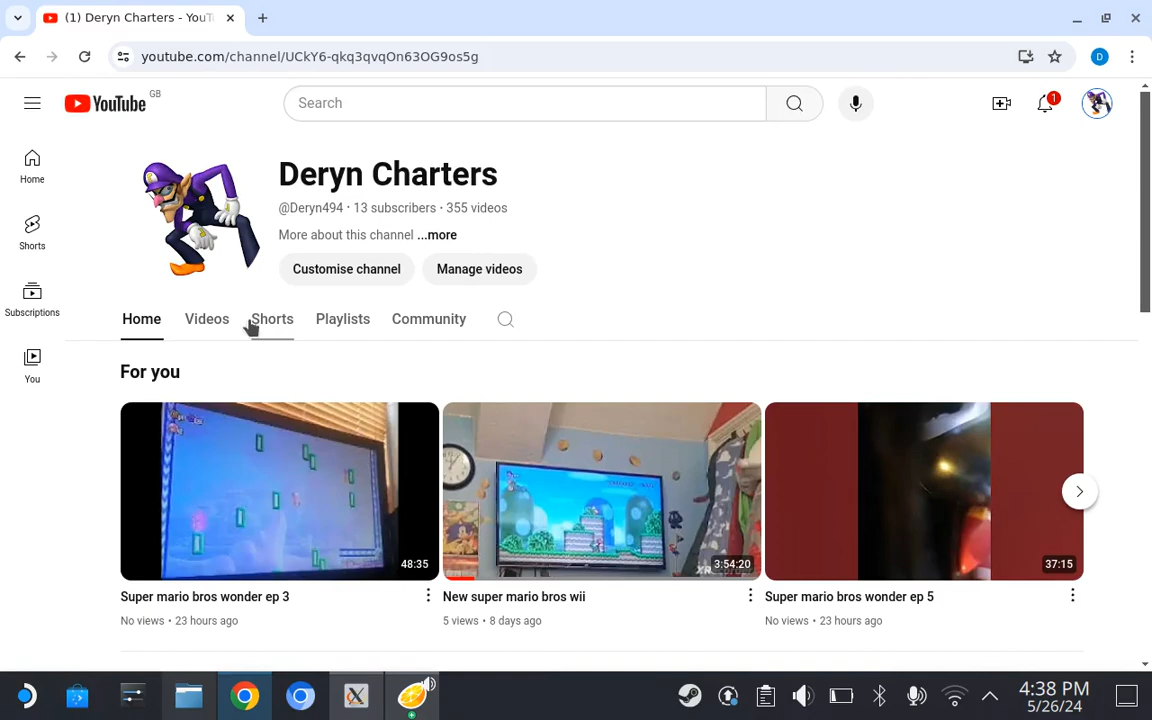 (1) Deryn Charters - YouT
youtube.com/channel/UCkY6-qkq3qvqOn63OG9os5g
D
YouTube GB
Search
1
Home
Shorts
Subscriptions
You
Deryn Charters
@Deryn494 · 13 subscribers · 355 videos
More about this channel ...more
Customise channel
Manage videos
Home Videos Shorts Playlists Community
For you
48:35
3:54:20
37:15
Super mario bros wonder ep 3
No views • 23 hours ago
New super mario bros wii
5 views • 8 days ago
Super mario bros wonder ep 5
No views • 23 hours ago
4:38 PM
5/26/24